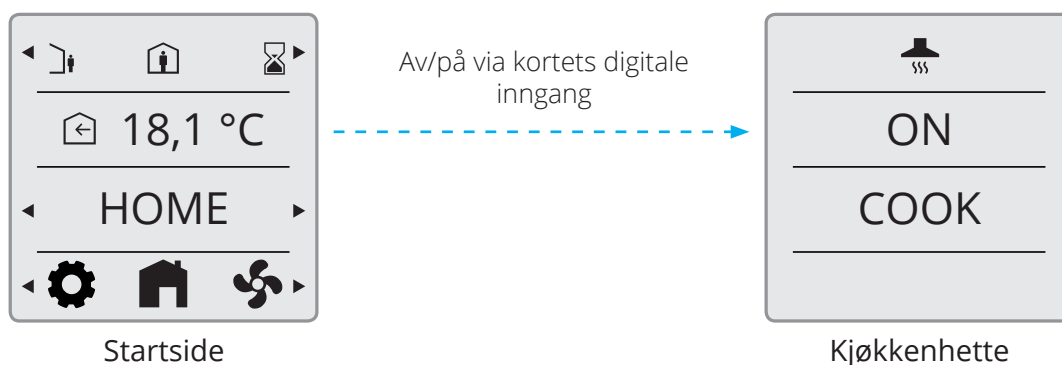 18,1 °C
HOME
Startside
Av/på via kortets digitale
inngang
ON
COOK
Kjøkkenhette